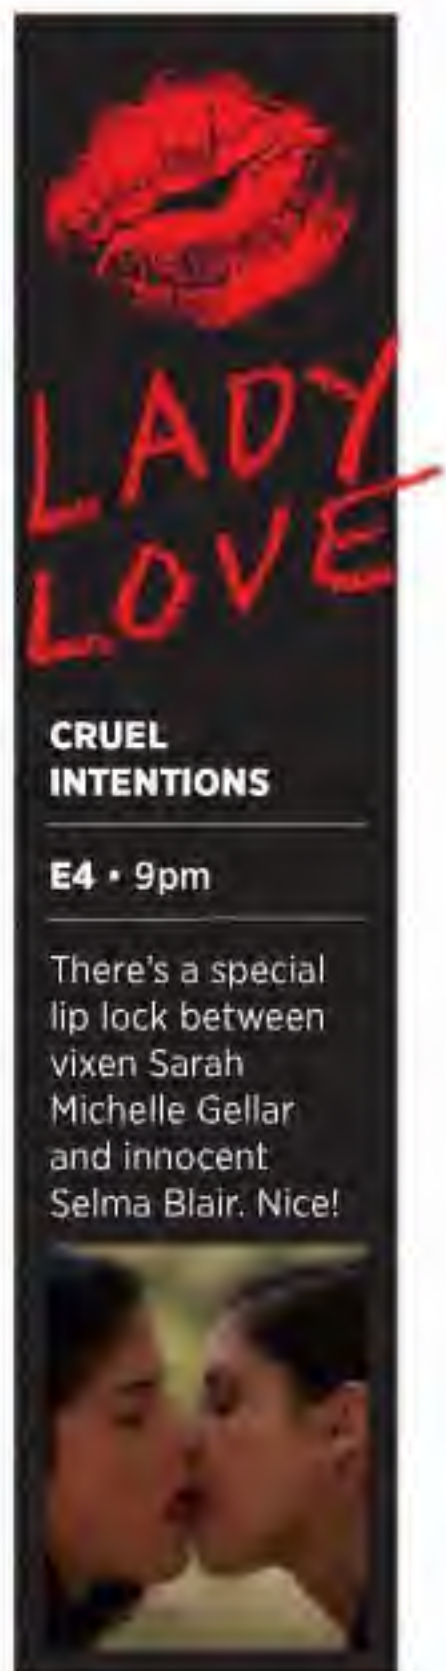 LADY
LOVE
CRUEL
INTENTIONS
E4 • 9pm
There's a special
lip lock between
vixen Sarah
Michelle Gellar
and innocent
Selma Blair. Nice!